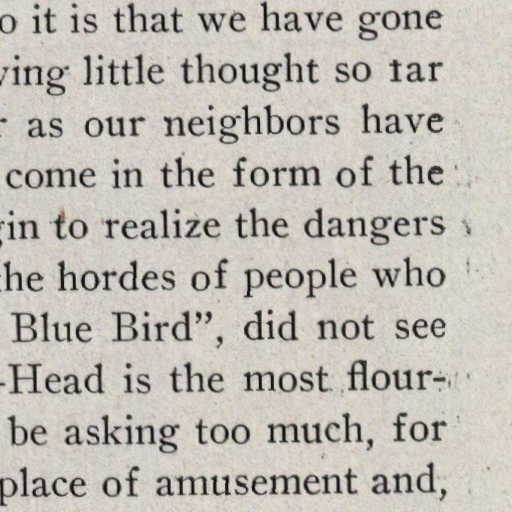 o it is that we have gone
ving little thought so tar
r as our neighbors have
come in the form of the
gin to realize the dangers
the hordes of people who
Blue Bird”, did not see
-Head is the most flour-
be asking too much, for
place of amusement and,